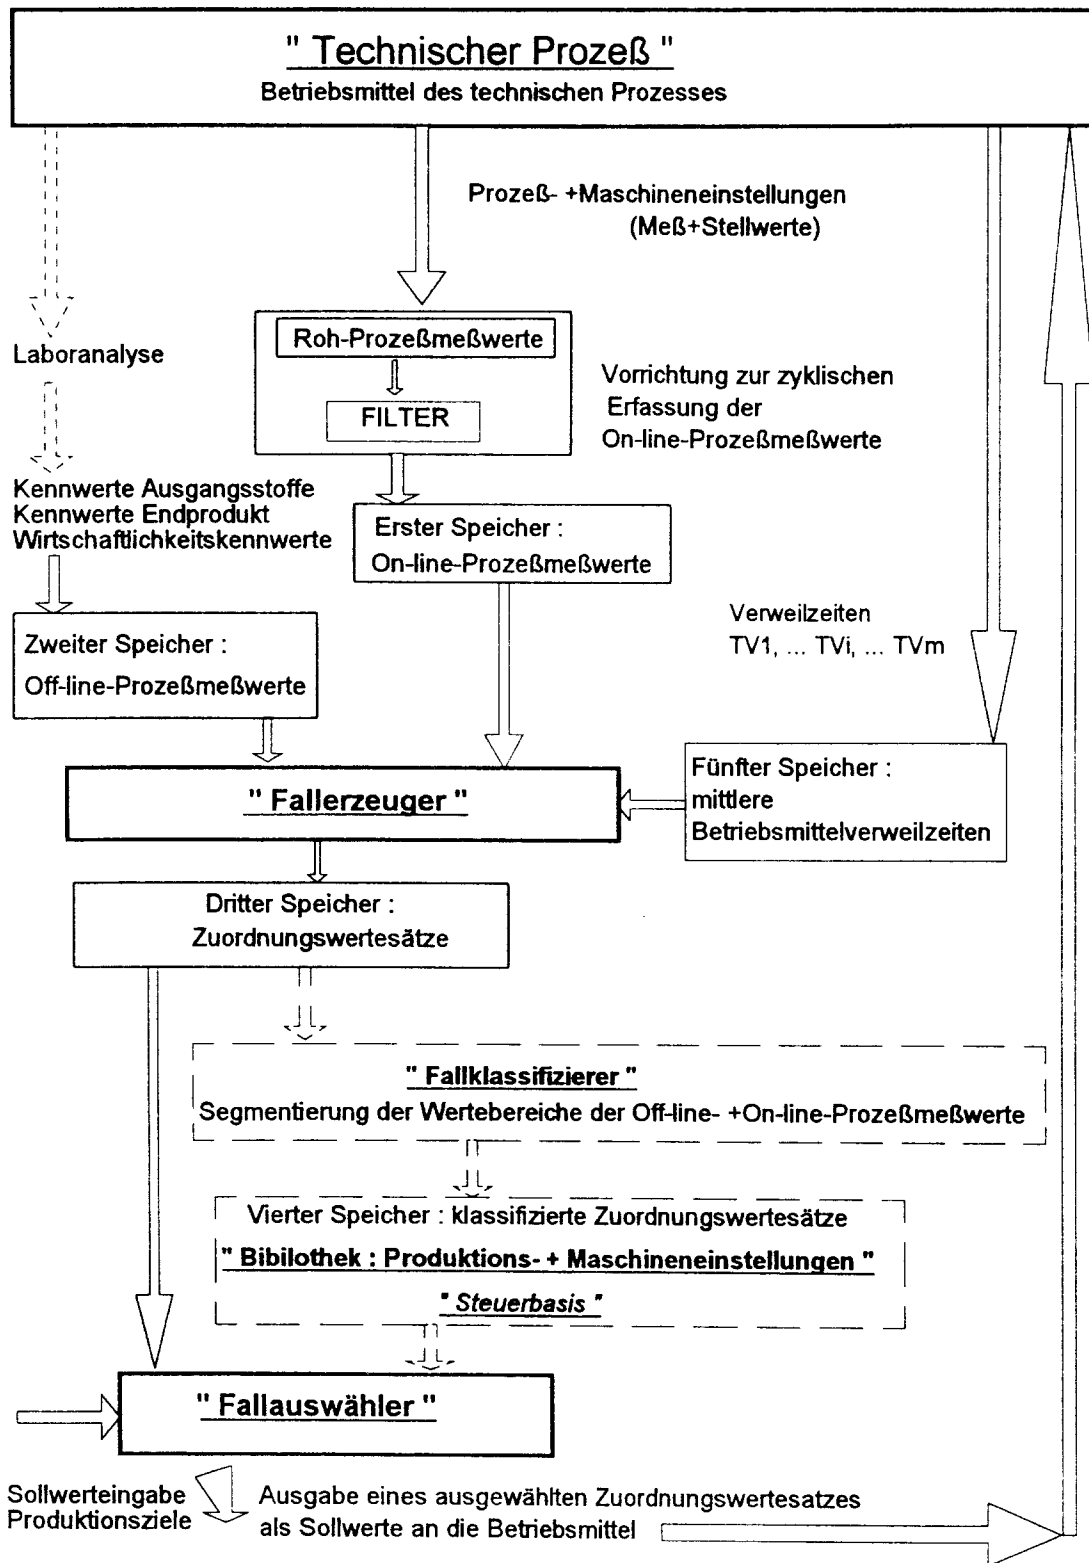 " Technischer Prozeß "
Betriebsmittel des technischen Prozesses
Prozeß- +Maschineneinstellungen
(Meß+Stellwerte)
Roh-Prozeßmeßwerte
FILTER
Vorrichtung zur zyklischen
Erfassung der
On-line-Prozeßmeßwerte
Laboranalyse
Kennwerte Ausgangsstoffe
Kennwerte Endprodukt
Wirtschaftlichkeitskennwerte
Erster Speicher :
On-line-Prozeßmeßwerte
Zweiter Speicher :
Off-line-Prozeßmeßwerte
Verweilzeiten
TV1, ... TVi, ... TVm
" Fallerzeuger "
Fünfter Speicher :
mittlere
Betriebsmittelverweilzeiten
Dritter Speicher :
Zuordnungswertesätze
" Fallklassifizierer "
Segmentierung der Wertebereiche der Off-line- +On-line-Prozeßmeßwerte
Vierter Speicher : klassifizierte Zuordnungswertesätze
" Bibilothek : Produktions- + Maschineneinstellungen "
" Steuerbasis "
" Fallauswähler "
Sollwerteingabe
Produktionsziele
Ausgabe eines ausgewählten Zuordnungswertesatzes
als Sollwerte an die Betriebsmittel